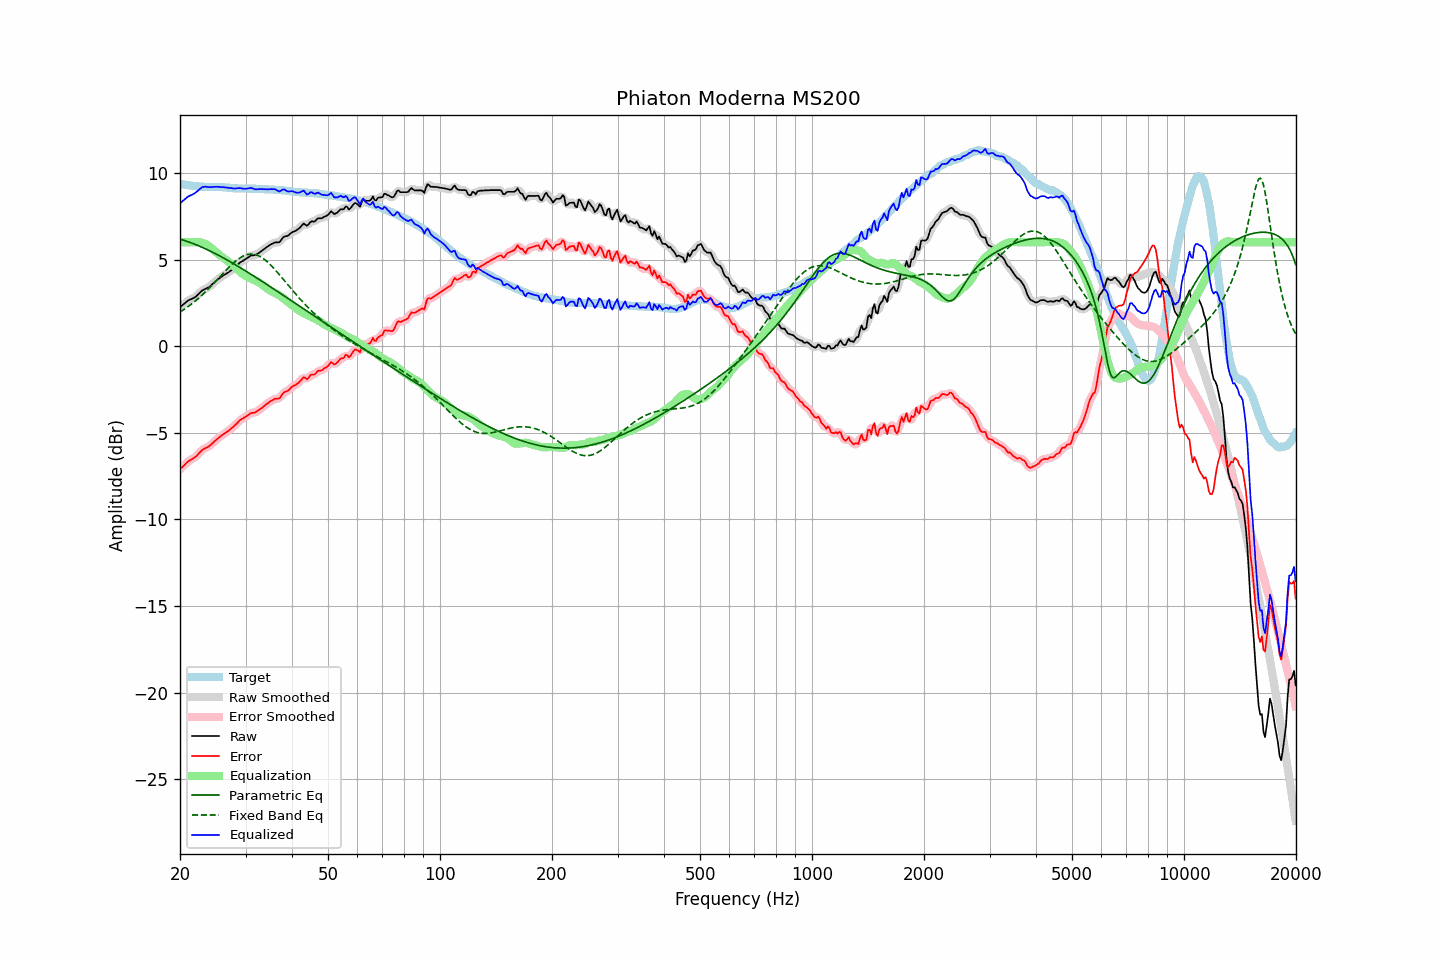 Phiaton Moderna MS200
10
5
0
−5
−10
−15
−20
−25
Amplitude (dBr)
Target
Raw Smoothed
Error Smoothed
Raw
Error
Equalization
Parametric Eq
Fixed Band Eq
Equalized
20 50 100 200 500 1000 2000 5000 10000 20000
Frequency (Hz)